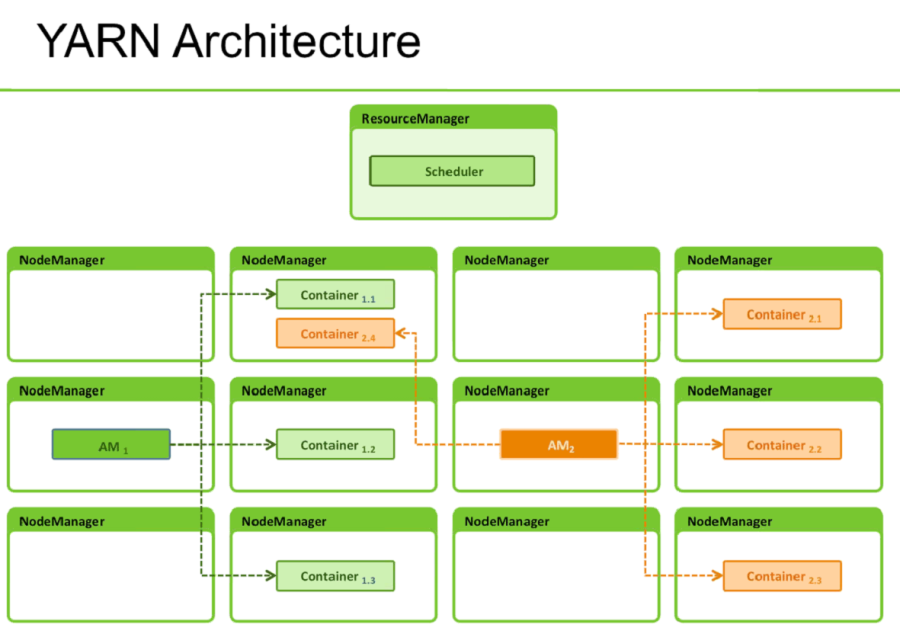 YARN Architecture
ResourceManager
Scheduler
NodeManager
NodeManager
NodeManager
NodeManager
Container 1.1
Container 2.4
Container 2.1
NodeManager
NodeManager
NodeManager
NodeManager
AM 1
Container 1.2
AM2
Container 2.2
NodeManager
NodeManager
NodeManager
NodeManager
Container 1.3
Container 2.3